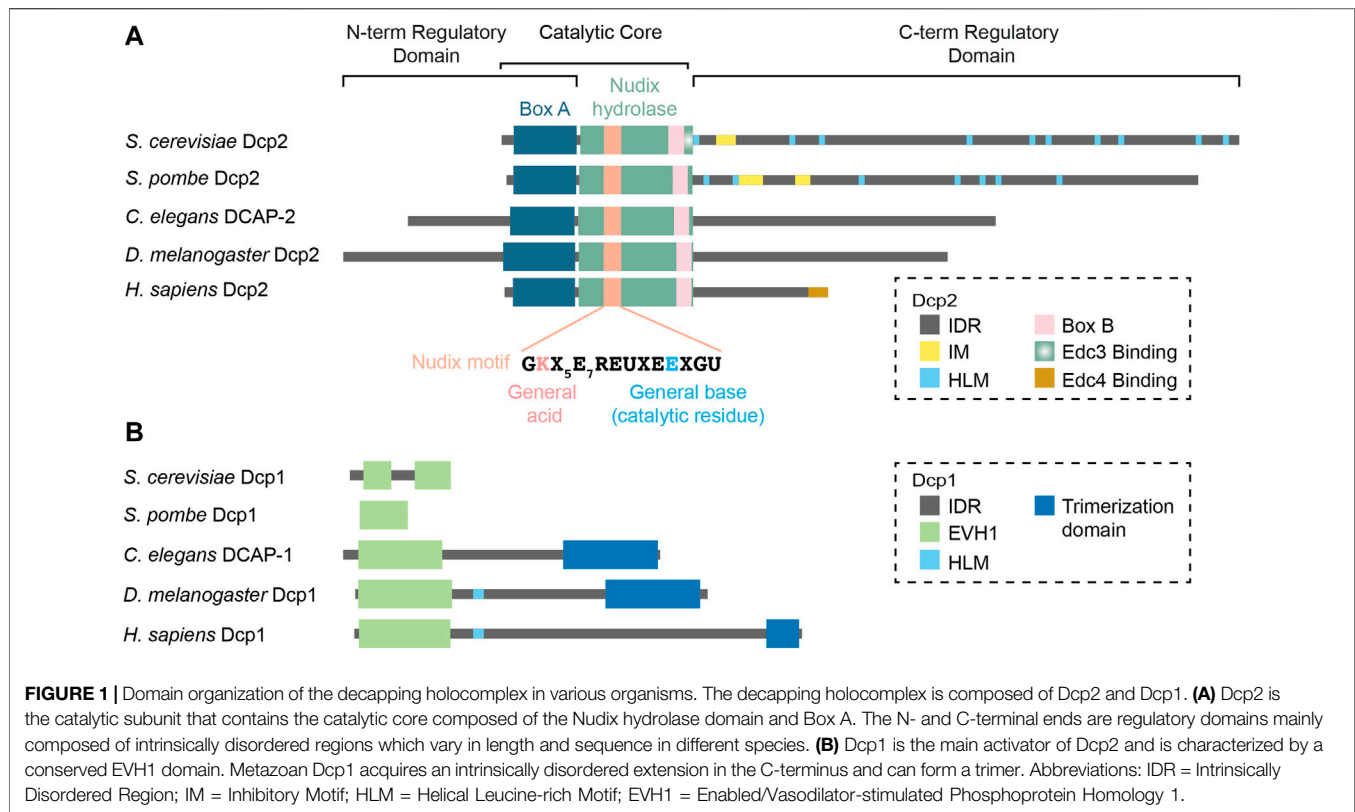 A
N-term Regulatory
Domain
Catalytic Core
C-term Regulatory
Domain
Box A
Nudix
hydrolase
S. cerevisiae Dcp2
S. pombe Dcp2
C. elegans DCAP-2
D. melanogaster Dcp2
H. sapiens Dcp2
Dcp2
IDR
IM
HLM
Box B
Edc3 Binding
Edc4 Binding
Nudix motif
GKX5E7REUXEEXGU
General
acid
General base
(catalytic residue)
B
S. cerevisiae Dcp1
S. pombe Dcp1
C. elegans DCAP-1
D. melanogaster Dcp1
H. sapiens Dcp1
Dcp1
IDR
EVH1
HLM
Trimerization
domain
FIGURE 1 | Domain organization of the decapping holocomplex in various organisms. The decapping holocomplex is composed of Dcp2 and Dcp1. (A) Dcp2 is
the catalytic subunit that contains the catalytic core composed of the Nudix hydrolase domain and Box A. The N- and C-terminal ends are regulatory domains mainly
composed of intrinsically disordered regions which vary in length and sequence in different species. (B) Dcp1 is the main activator of Dcp2 and is characterized by a
conserved EVH1 domain. Metazoan Dcp1 acquires an intrinsically disordered extension in the C-terminus and can form a trimer. Abbreviations: IDR = Intrinsically
Disordered Region; IM = Inhibitory Motif; HLM = Helical Leucine-rich Motif; EVH1 = Enabled/Vasodilator-stimulated Phosphoprotein Homology 1.